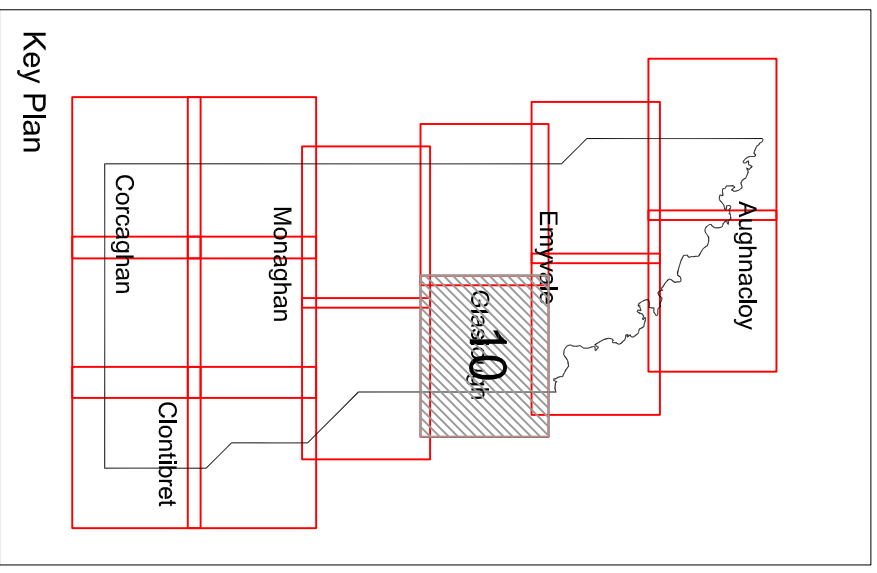 Key Plan
Aughnacloy
Emyvale
Glaslough
10
Monaghan
Corcaghan
Clontibret